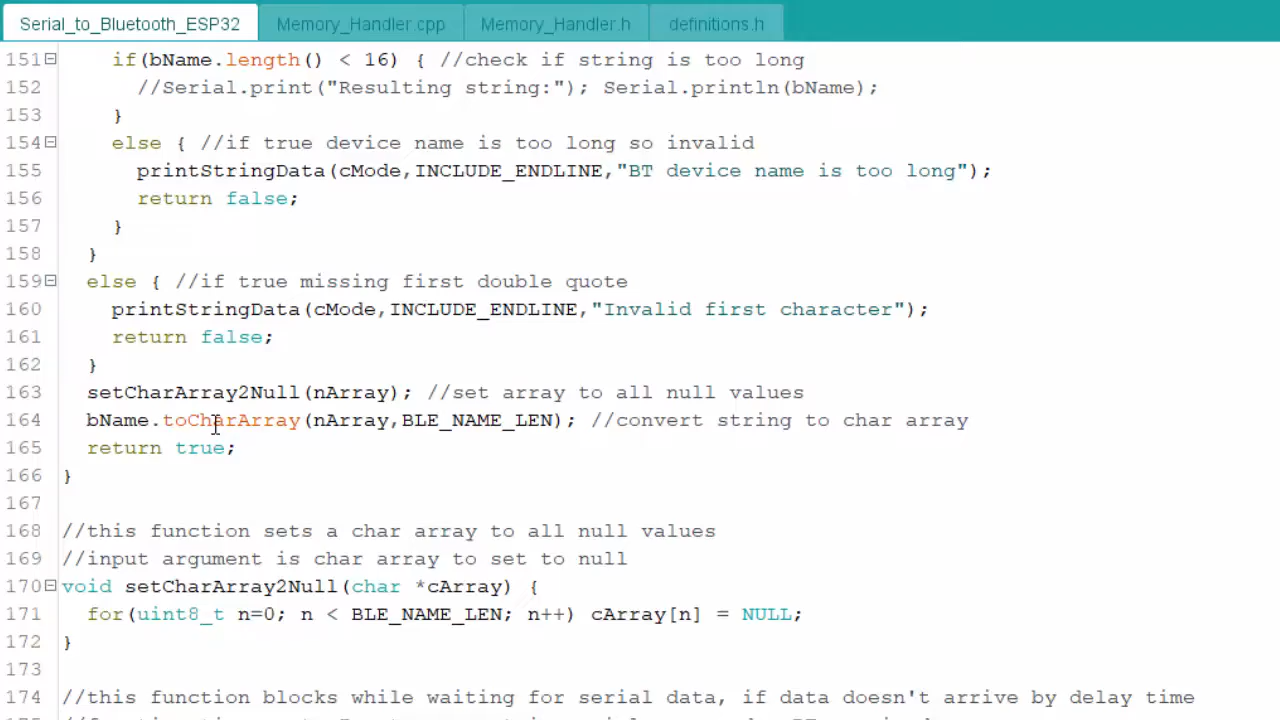 Serial_to_Bluetooth_ESP32 Memory_Handler.cpp Memory_Handler.h definitions.h
151 if(bName.length() < 16) { //check if string is too long
152 //Serial.print("Resulting string:"); Serial.println(bName);
153 }
154 else { //if true device name is too long so invalid
155 printStringData(cMode,INCLUDE_ENDLINE,"BT device name is too long");
156 return false;
157 }
158 }
159 else { //if true missing first double quote
160 printStringData(cMode,INCLUDE_ENDLINE,"Invalid first character");
161 return false;
162 }
163 setCharArray2Null(nArray); //set array to all null values
164 bName.toCharArray(nArray,BLE_NAME_LEN); //convert string to char array
165 return true;
166 }
167
168 //this function sets a char array to all null values
169 //input argument is char array to set to null
170 void setCharArray2Null(char *cArray) {
171 for(uint8_t n=0; n < BLE_NAME_LEN; n++) cArray[n] = NULL;
172 }
173
174 //this function blocks while waiting for serial data, if data doesn't arrive by delay time